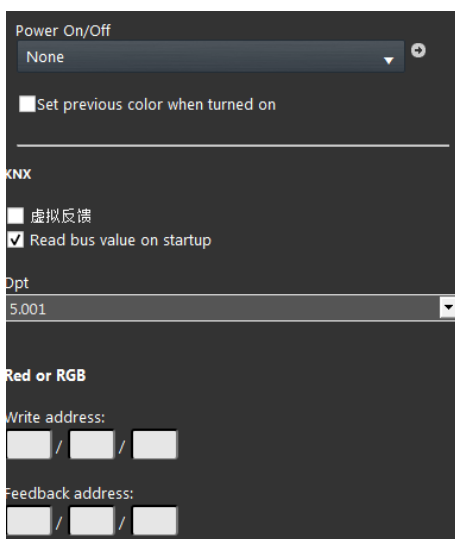 Power On/Off
None
Set previous color when turned on
KNX
虚拟反馈
Read bus value on startup
Dpt
5.001
Red or RGB
Write address:
/ /
Feedback address:
/ /